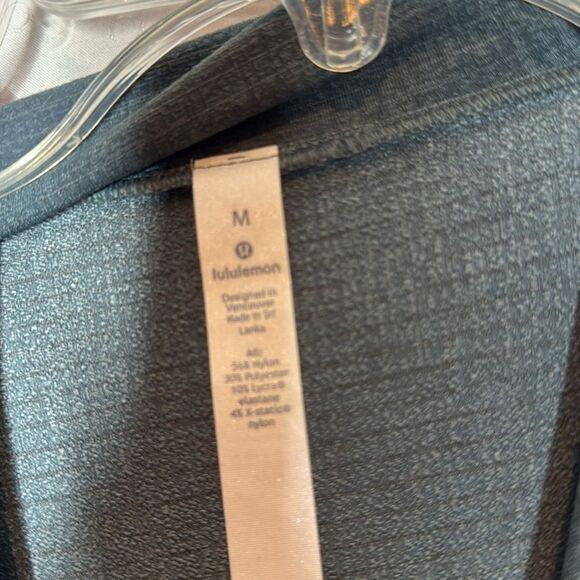 M
lululemon
Designed in
Vancouver
Made in Sri
Lanka
All:
56% Nylon
30% Polyester
10% Lycra®
elastane
4% X-static®
nylon